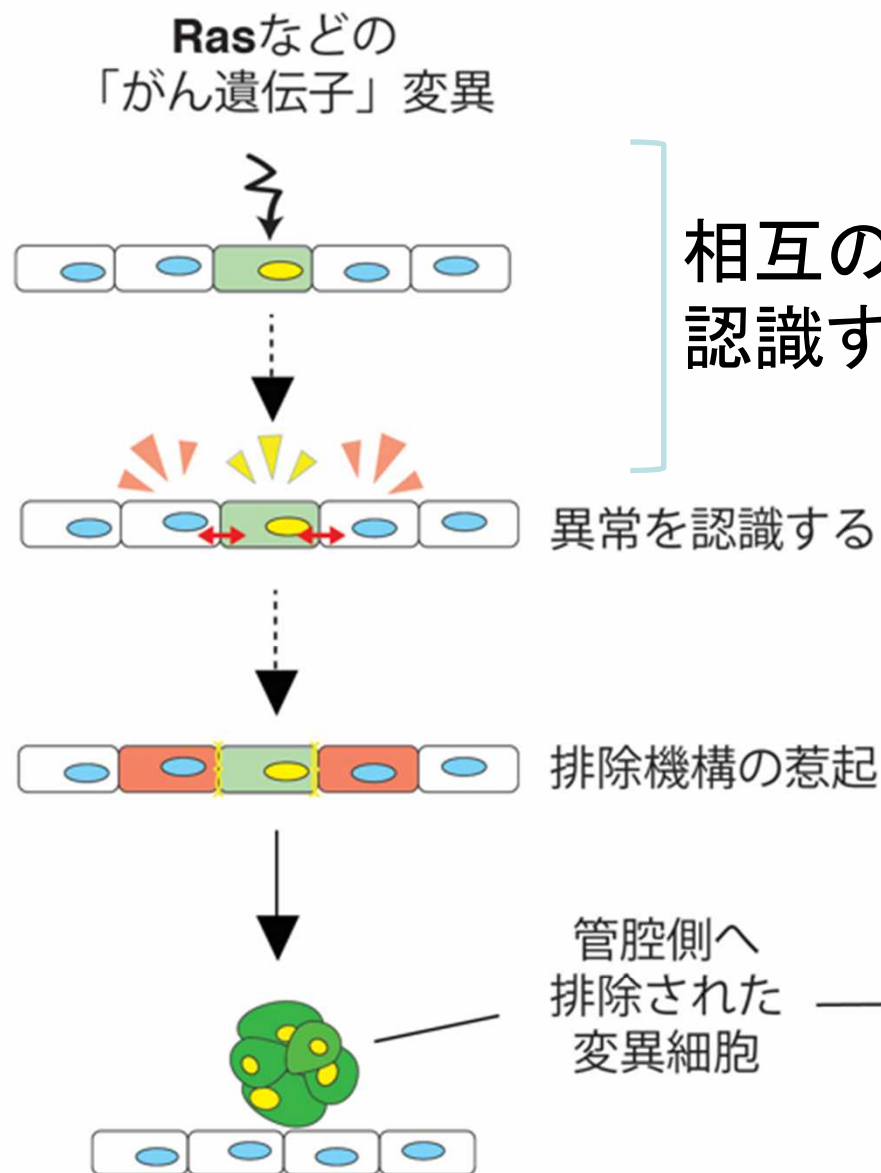 Rasなどの
「がん遺伝子」変異
相互の
認識す
異常を認識する
排除機構の惹起
管腔側へ
排除された
変異細胞